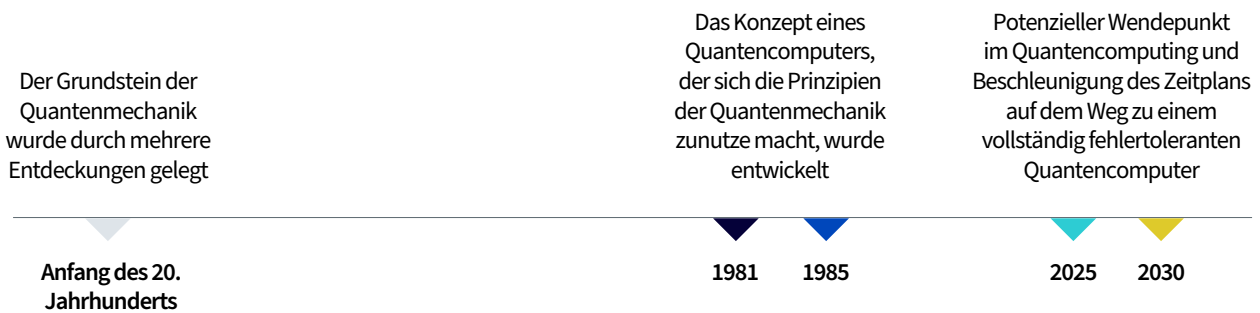 Der Grundstein der
Quantenmechanik
wurde durch mehrere
Entdeckungen gelegt
Das Konzept eines
Quantencomputers,
der sich die Prinzipien
der Quantenmechanik
zunutze macht, wurde
entwickelt
Potenzieller Wendepunkt
im Quantencomputing und
Beschleunigung des Zeitplans
auf dem Weg zu einem
vollständig fehlertoleranten
Quantencomputer
Anfang des 20.
Jahrhunderts
1981
1985
2025
2030